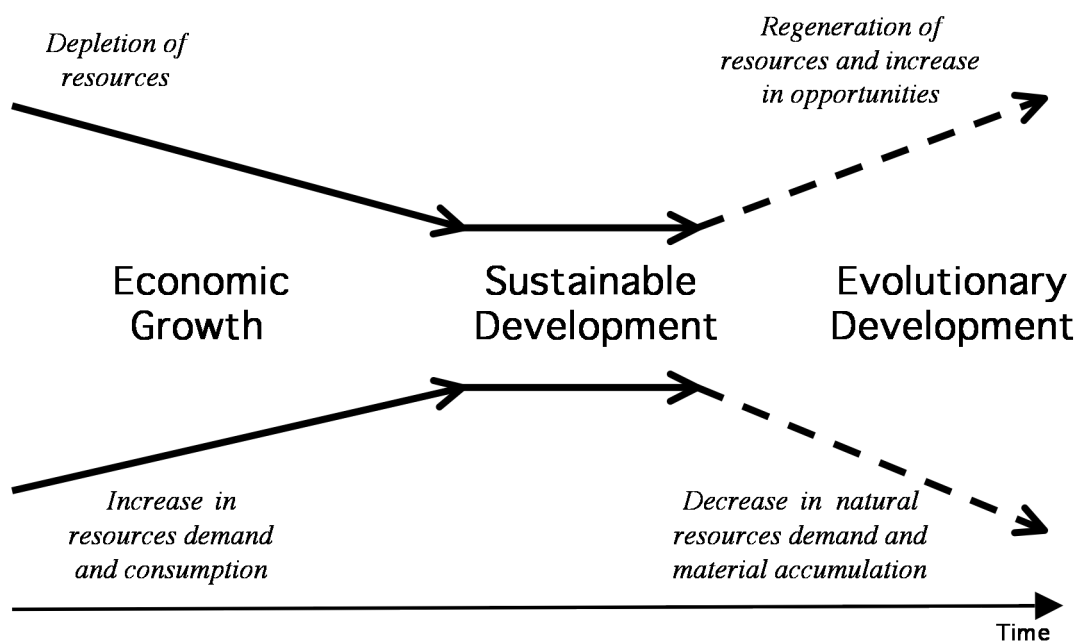 Depletion of
resources
Regeneration of
resources and increase
in opportunities
Economic
Growth
Sustainable
Development
Evolutionary
Development
Increase in
resources demand
and consumption
Decrease in natural
resources demand and
material accumulation
Time